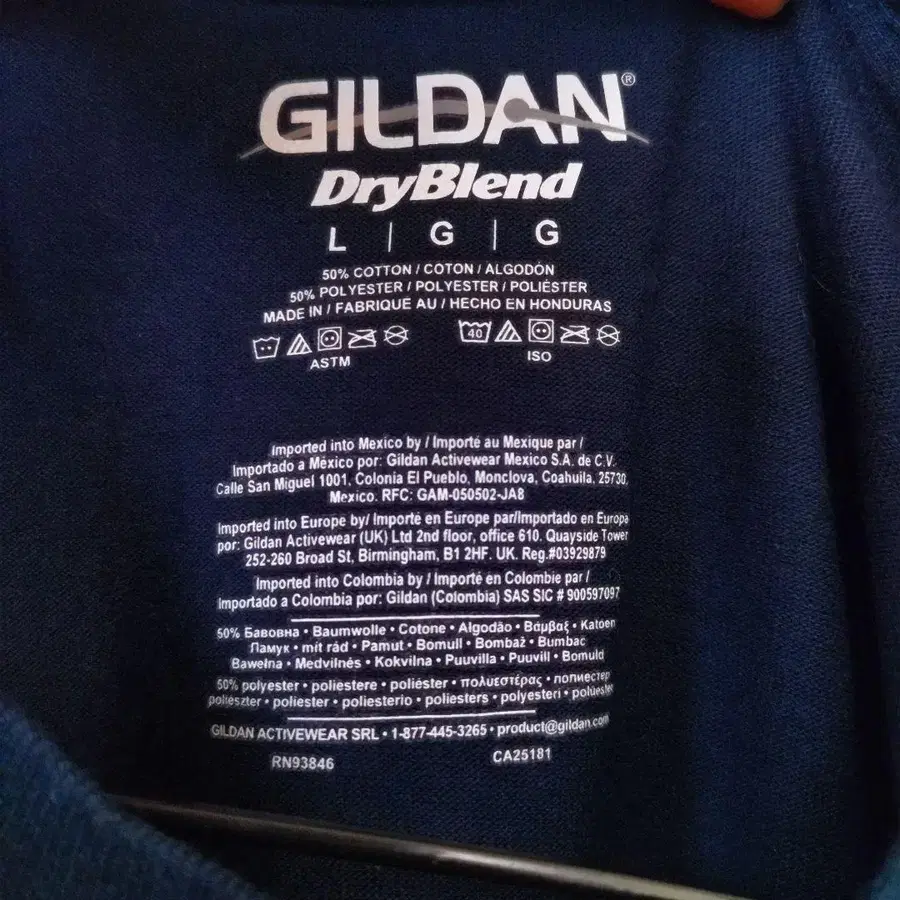 GILDAN®
DryBlend
L | G | G
50% COTTON / COTON / ALGODÓN
50% POLYESTER / POLYESTER / POLIÉSTER
MADE IN / FABRIQUÉ AU / HECHO EN HONDURAS
40
ASTM ISO
Imported into Mexico by / Importé au Mexique par /
Importado a México por: Gildan Activewear Mexico S.A. de C.V.
Calle San Miguel 1001, Colonia El Pueblo, Monclova, Coahuila, 25730,
Mexico. RFC: GAM-050502-JA8
Imported into Europe by/ Importé en Europe par/Importado en Europa
por: Gildan Activewear (UK) Ltd 2nd floor, office 610. Quayside Tower
252-260 Broad St, Birmingham, B1 2HF. UK. Reg.#03929879
Imported into Colombia by / Importé en Colombie par /
Importado a Colombia por: Gildan (Colombia) SAS SIC # 900597097
50% Бавовна • Baumwolle • Cotone • Algodão • Βάμβαξ • Katoen
Памук • mit rád • Pamut • Bomull • Bombaž • Bumbac
Bawełna • Medvilnės • Kokvilna • Puuvilla • Puuvill • Bomuld
50% polyester • poliestere • poliéster • πολυεστέρας • полиестер
poliészter • poliester • poliesterio • poliesters • polyesteri • polüester
GILDAN ACTIVEWEAR SRL • 1-877-445-3265 • product@gildan.com
RN93846 CA25181